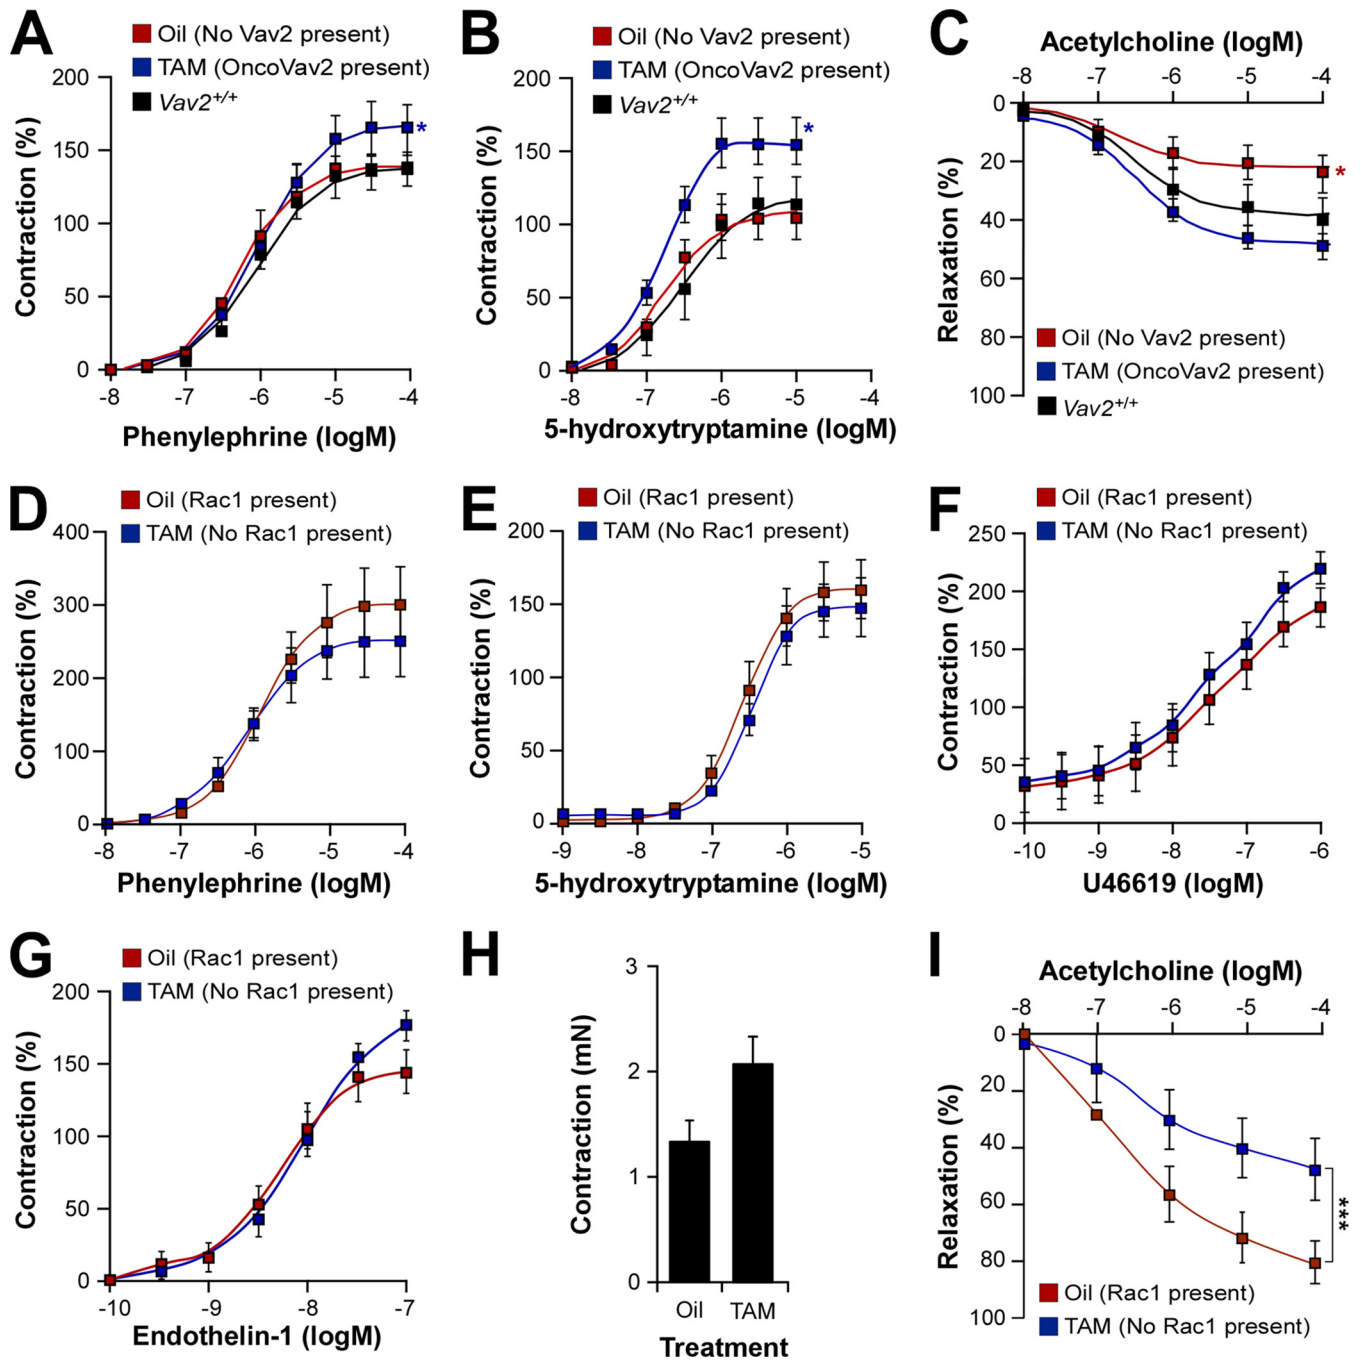 A
Oil (No Vav2 present)
TAM (OncoVav2 present)
Vav2+/+
Contraction (%)
200
150
100
50
0
*
-8 -7 -6 -5 -4
Phenylephrine (logM)
B
Oil (No Vav2 present)
TAM (OncoVav2 present)
Vav2+/+
Contraction (%)
200
150
100
50
0
*
-8 -7 -6 -5 -4
5-hydroxytryptamine (logM)
C
Acetylcholine (logM)
-8 -7 -6 -5 -4
Relaxation (%)
0
20
40
60
80
100
*
Oil (No Vav2 present)
TAM (OncoVav2 present)
Vav2+/+
D
Oil (Rac1 present)
TAM (No Rac1 present)
Contraction (%)
400
300
200
100
0
-8 -7 -6 -5 -4
Phenylephrine (logM)
E
Oil (Rac1 present)
TAM (No Rac1 present)
Contraction (%)
200
150
100
50
0
-9 -8 -7 -6 -5
5-hydroxytryptamine (logM)
F
Oil (Rac1 present)
TAM (No Rac1 present)
Contraction (%)
250
200
150
100
50
0
-10 -9 -8 -7 -6
U46619 (logM)
G
Oil (Rac1 present)
TAM (No Rac1 present)
Contraction (%)
200
150
100
50
0
-10 -9 -8 -7
Endothelin-1 (logM)
H
Contraction (mN)
3
2
1
0
Oil TAM
Treatment
I
Acetylcholine (logM)
-8 -7 -6 -5 -4
Relaxation (%)
0
20
40
60
80
100
***
Oil (Rac1 present)
TAM (No Rac1 present)